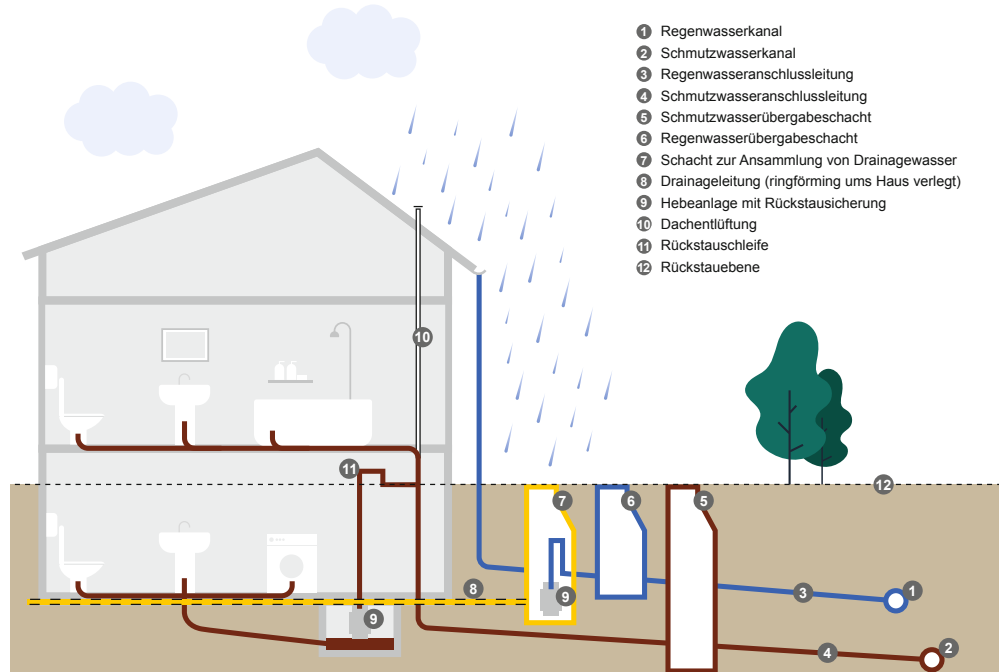 1 Regenwasserkanal
2 Schmutzwasserkanal
3 Regenwasseranschlussleitung
4 Schmutzwasseranschlussleitung
5 Schmutzwasserübergabeschacht
6 Regenwasserübergabeschacht
7 Schacht zur Ansammlung von Drainagewasser
8 Drainageleitung (ringförming ums Haus verlegt)
9 Hebeanlage mit Rückstausicherung
10 Dachentlüftung
11 Rückstauschleife
12 Rückstauebene
10
11
12
7
6
5
8
9
3
1
9
4
2